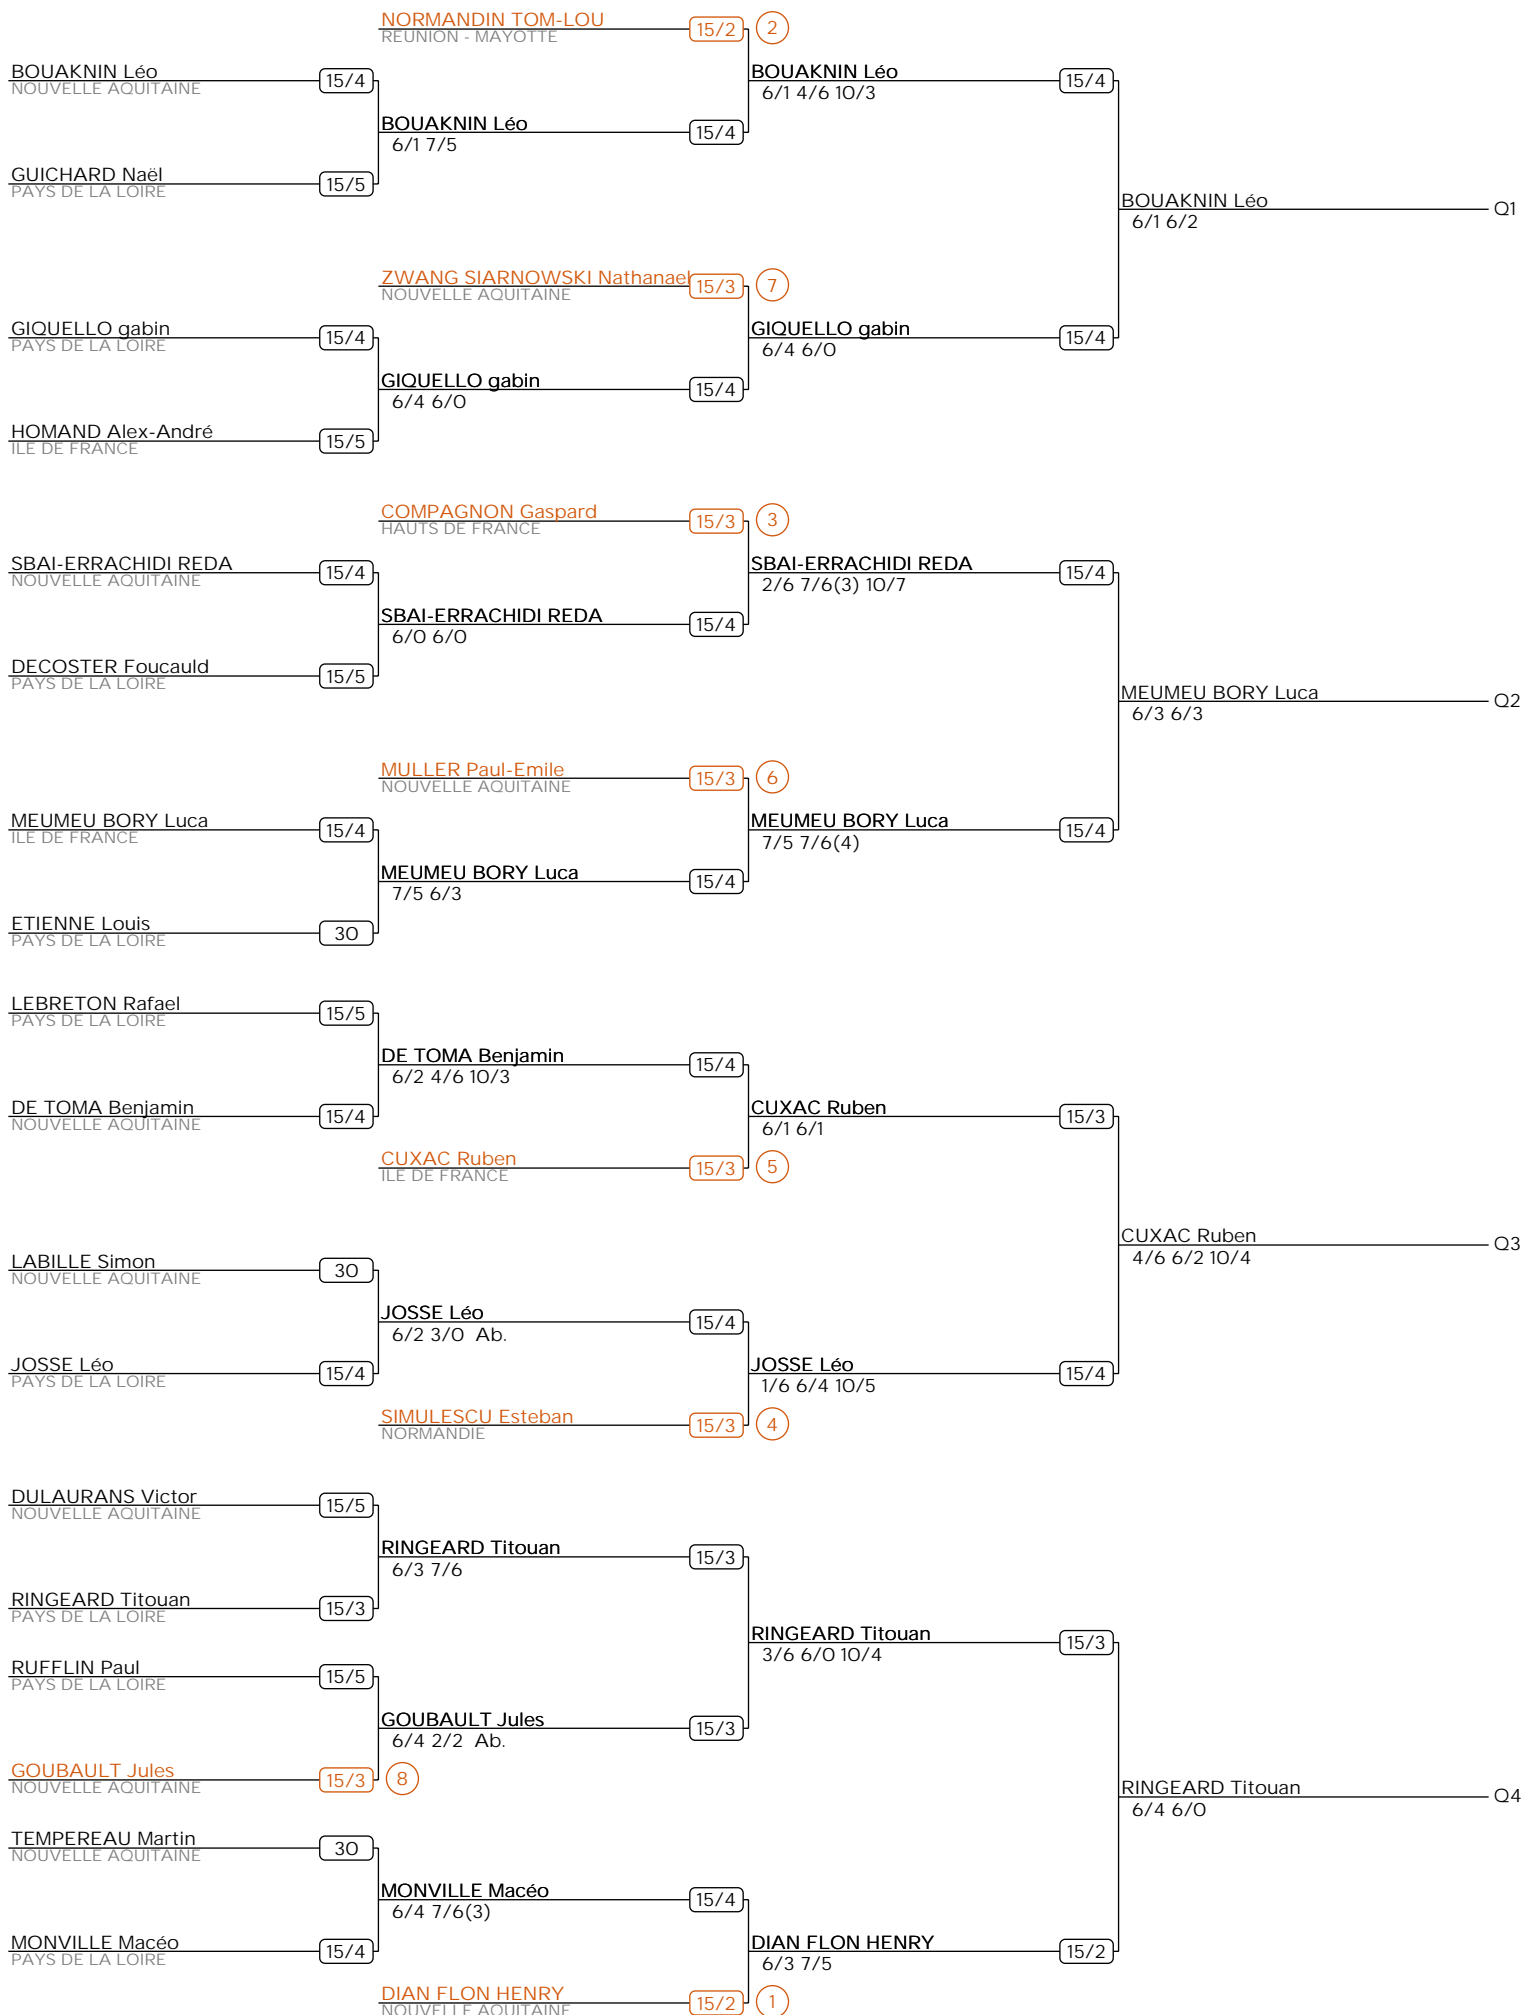 NORMANDIN TOM-LOU 15/2 2
REUNION - MAYOTTE
BOUAKNIN Léo 15/4 BOUAKNIN Léo 15/4
NOUVELLE AQUITAINE 6/1 4/6 10/3
BOUAKNIN Léo 15/4
6/1 7/5
GUICHARD Naël 15/5
PAYS DE LA LOIRE
BOUAKNIN Léo Q1
6/1 6/2
ZWANG SIARNOWSKI Nathanael 15/3 7
NOUVELLE AQUITAINE
GIQUELLO gabin 15/4 GIQUELLO gabin 15/4
PAYS DE LA LOIRE 6/4 6/0
GIQUELLO gabin 15/4
6/4 6/0
HOMAND Alex-André 15/5
ILE DE FRANCE
COMPAGNON Gaspard 15/3 3
HAUTS DE FRANCE
SBAI-ERRACHIDI REDA 15/4 SBAI-ERRACHIDI REDA 15/4
NOUVELLE AQUITAINE 2/6 7/6(3) 10/7
SBAI-ERRACHIDI REDA 15/4
6/0 6/0
DECOSTER Foucauld 15/5
PAYS DE LA LOIRE
MEUMEU BORY Luca Q2
6/3 6/3
MULLER Paul-Emile 15/3 6
NOUVELLE AQUITAINE
MEUMEU BORY Luca 15/4 MEUMEU BORY Luca 15/4
ILE DE FRANCE 7/5 7/6(4)
MEUMEU BORY Luca 15/4
7/5 6/3
ETIENNE Louis 30
PAYS DE LA LOIRE
LEBRETON Rafael 15/5
PAYS DE LA LOIRE
DE TOMA Benjamin 15/4
6/2 4/6 10/3
DE TOMA Benjamin 15/4 CUXAC Ruben 15/3
NOUVELLE AQUITAINE 6/1 6/1
CUXAC Ruben 15/3 5
ILE DE FRANCE
CUXAC Ruben Q3
4/6 6/2 10/4
LABILLE Simon 30
NOUVELLE AQUITAINE
JOSSE Léo 15/4
6/2 3/0 Ab.
JOSSE Léo 15/4 JOSSE Léo 15/4
PAYS DE LA LOIRE 1/6 6/4 10/5
SIMULESCU Esteban 15/3 4
NORMANDIE
DULAURANS Victor 15/5
NOUVELLE AQUITAINE
RINGEARD Titouan 15/3
6/3 7/6
RINGEARD Titouan 15/3
PAYS DE LA LOIRE
RINGEARD Titouan 15/3
3/6 6/0 10/4
RUFFLIN Paul 15/5
PAYS DE LA LOIRE
GOUBAULT Jules 15/3
6/4 2/2 Ab.
GOUBAULT Jules 15/3 8
NOUVELLE AQUITAINE
RINGEARD Titouan Q4
6/4 6/0
TEMPEREAU Martin 30
NOUVELLE AQUITAINE
MONVILLE Macéo 15/4
6/4 7/6(3)
MONVILLE Macéo 15/4 DIAN FLON HENRY 15/2
PAYS DE LA LOIRE 6/3 7/5
DIAN FLON HENRY 15/2 1
NOUVELLE AQUITAINE